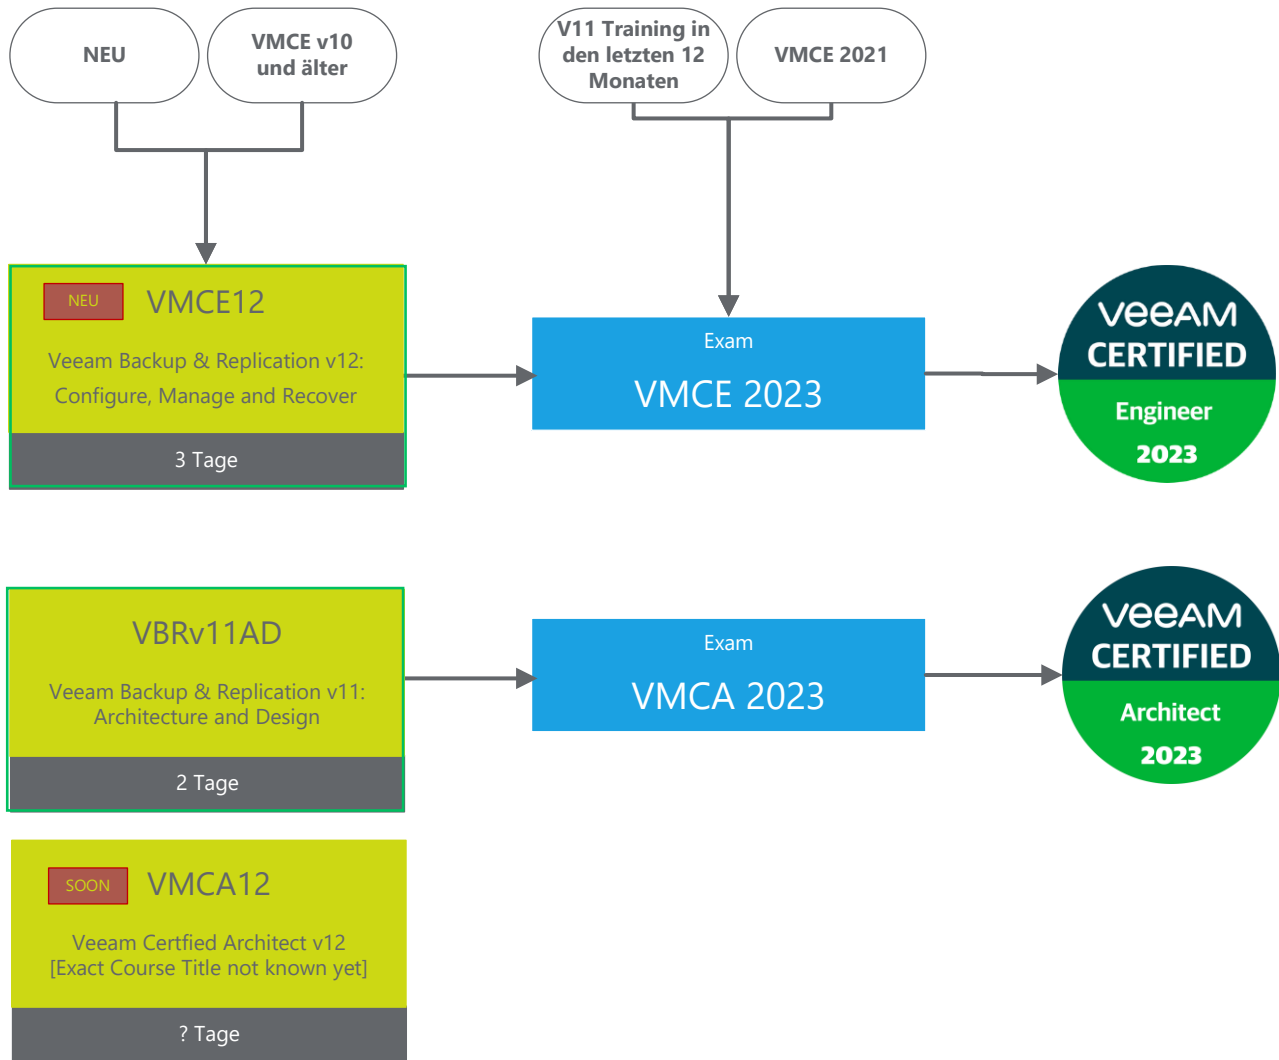 NEU
VMCE v10
und älter
V11 Training in
den letzten 12
Monaten
VMCE 2021
NEU
VMCE12
Veeam Backup & Replication v12:
Configure, Manage and Recover
3 Tage
Exam
VMCE 2023
veeAM
CERTIFIED
Engineer
2023
VBRv11AD
Veeam Backup & Replication v11:
Architecture and Design
2 Tage
Exam
VMCA 2023
veeAM
CERTIFIED
Architect
2023
SOON
VMCA12
Veeam Certfied Architect v12
[Exact Course Title not known yet]
? Tage